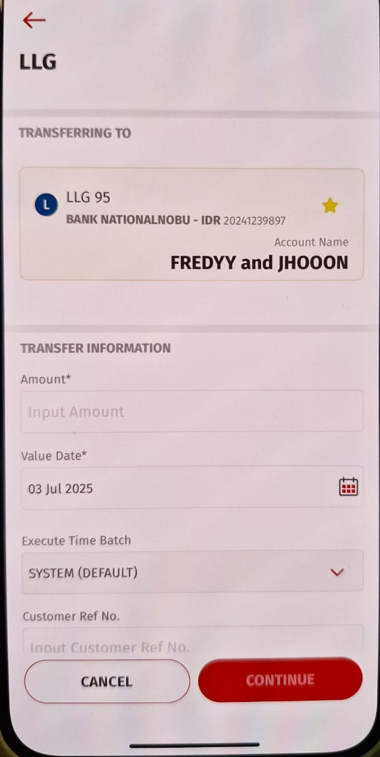 LLG
TRANSFERRING TO
L
LLG 95
BANK NATIONALNOBU - IDR 20241239897
Account Name
FREDYY and JHOOON
TRANSFER INFORMATION
Amount*
Input Amount
Value Date*
03 Jul 2025
Execute Time Batch
SYSTEM (DEFAULT)
Customer Ref No.
Input Customer Ref No.
CANCEL
CONTINUE